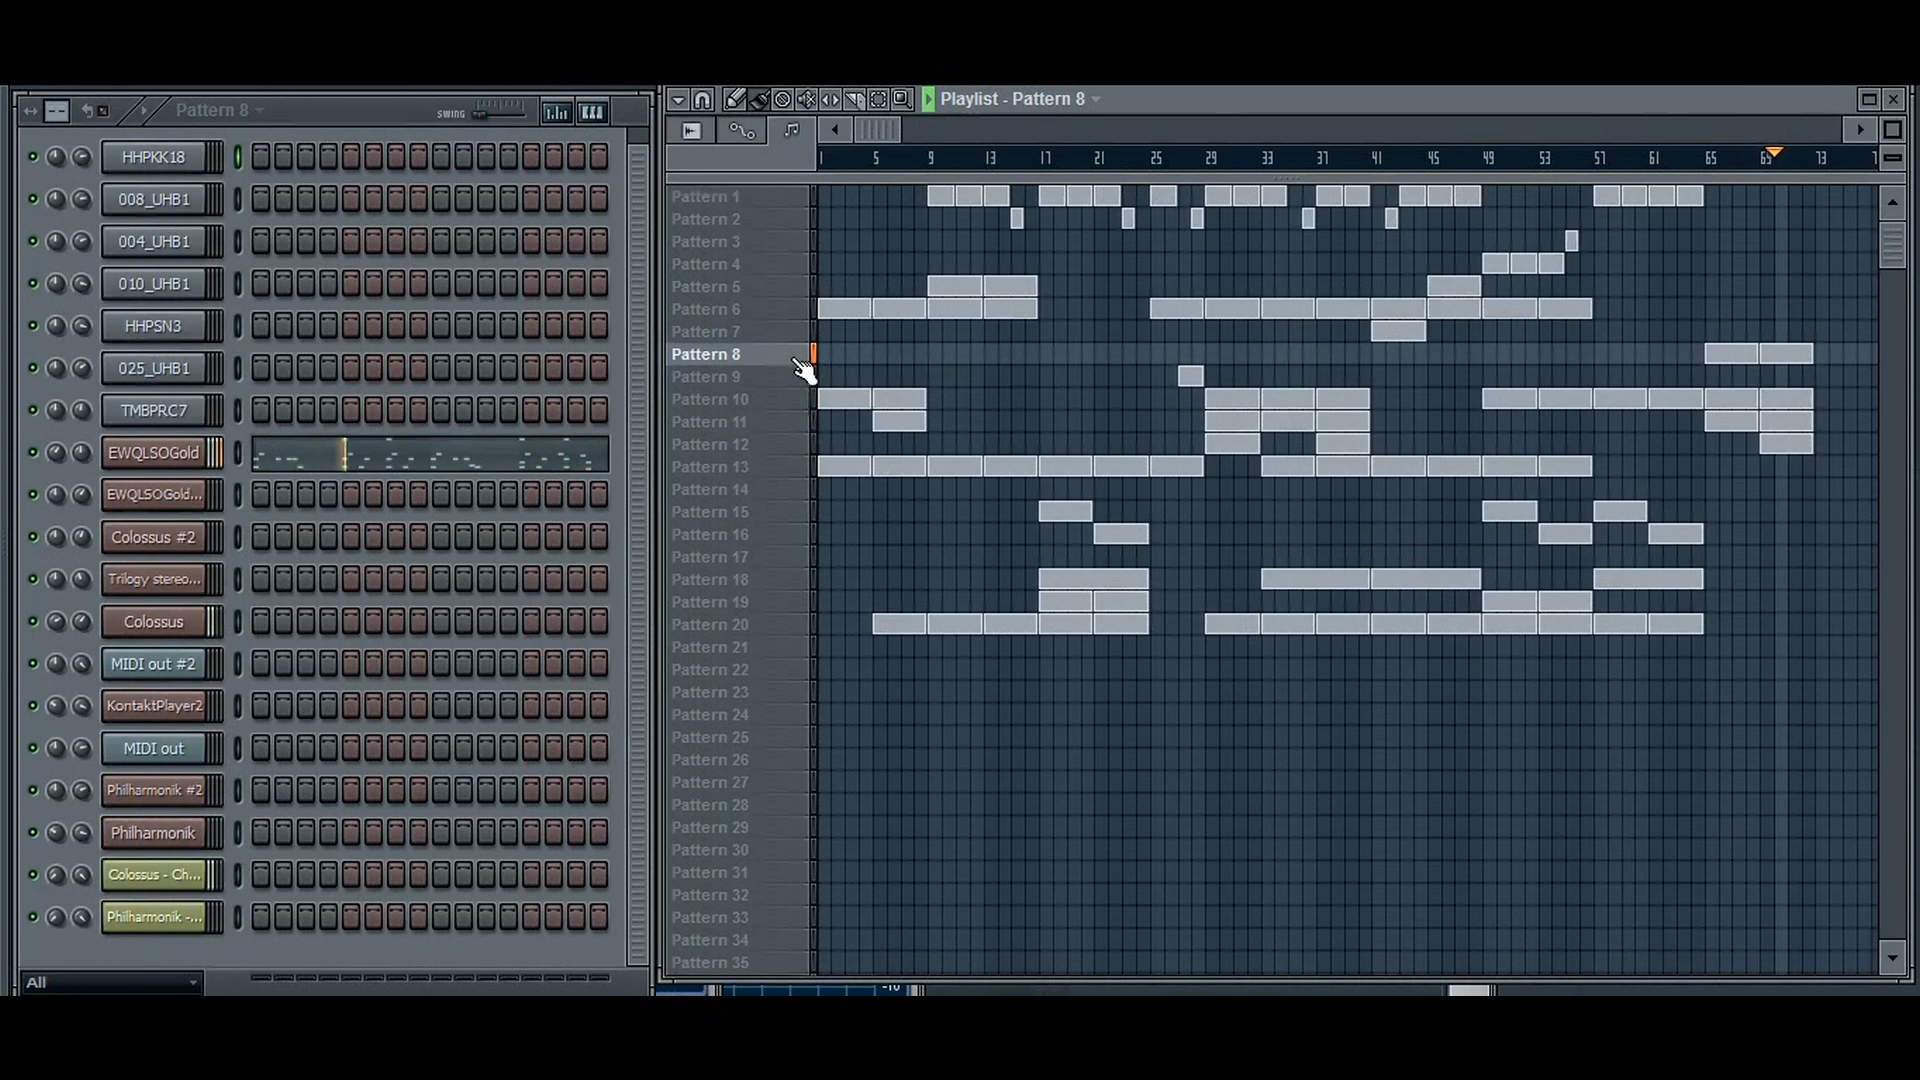 Pattern 8
SWING
HHPKK18
008_UHB1
004_UHB1
010_UHB1
HHPSN3
025_UHB1
TMBPRC7
EWQLSOGold
EWQLSOGold...
Colossus #2
Trilogy stereo...
Colossus
MIDI out #2
KontaktPlayer2
MIDI out
Philharmonik #2
Philharmonik
Colossus - Ch...
Philharmonik -...
All
Playlist - Pattern 8
1 5 9 13 17 21 25 29 33 37 41 45 49 53 57 61 65 69 73
Pattern 1
Pattern 2
Pattern 3
Pattern 4
Pattern 5
Pattern 6
Pattern 7
Pattern 8
Pattern 9
Pattern 10
Pattern 11
Pattern 12
Pattern 13
Pattern 14
Pattern 15
Pattern 16
Pattern 17
Pattern 18
Pattern 19
Pattern 20
Pattern 21
Pattern 22
Pattern 23
Pattern 24
Pattern 25
Pattern 26
Pattern 27
Pattern 28
Pattern 29
Pattern 30
Pattern 31
Pattern 32
Pattern 33
Pattern 34
Pattern 35